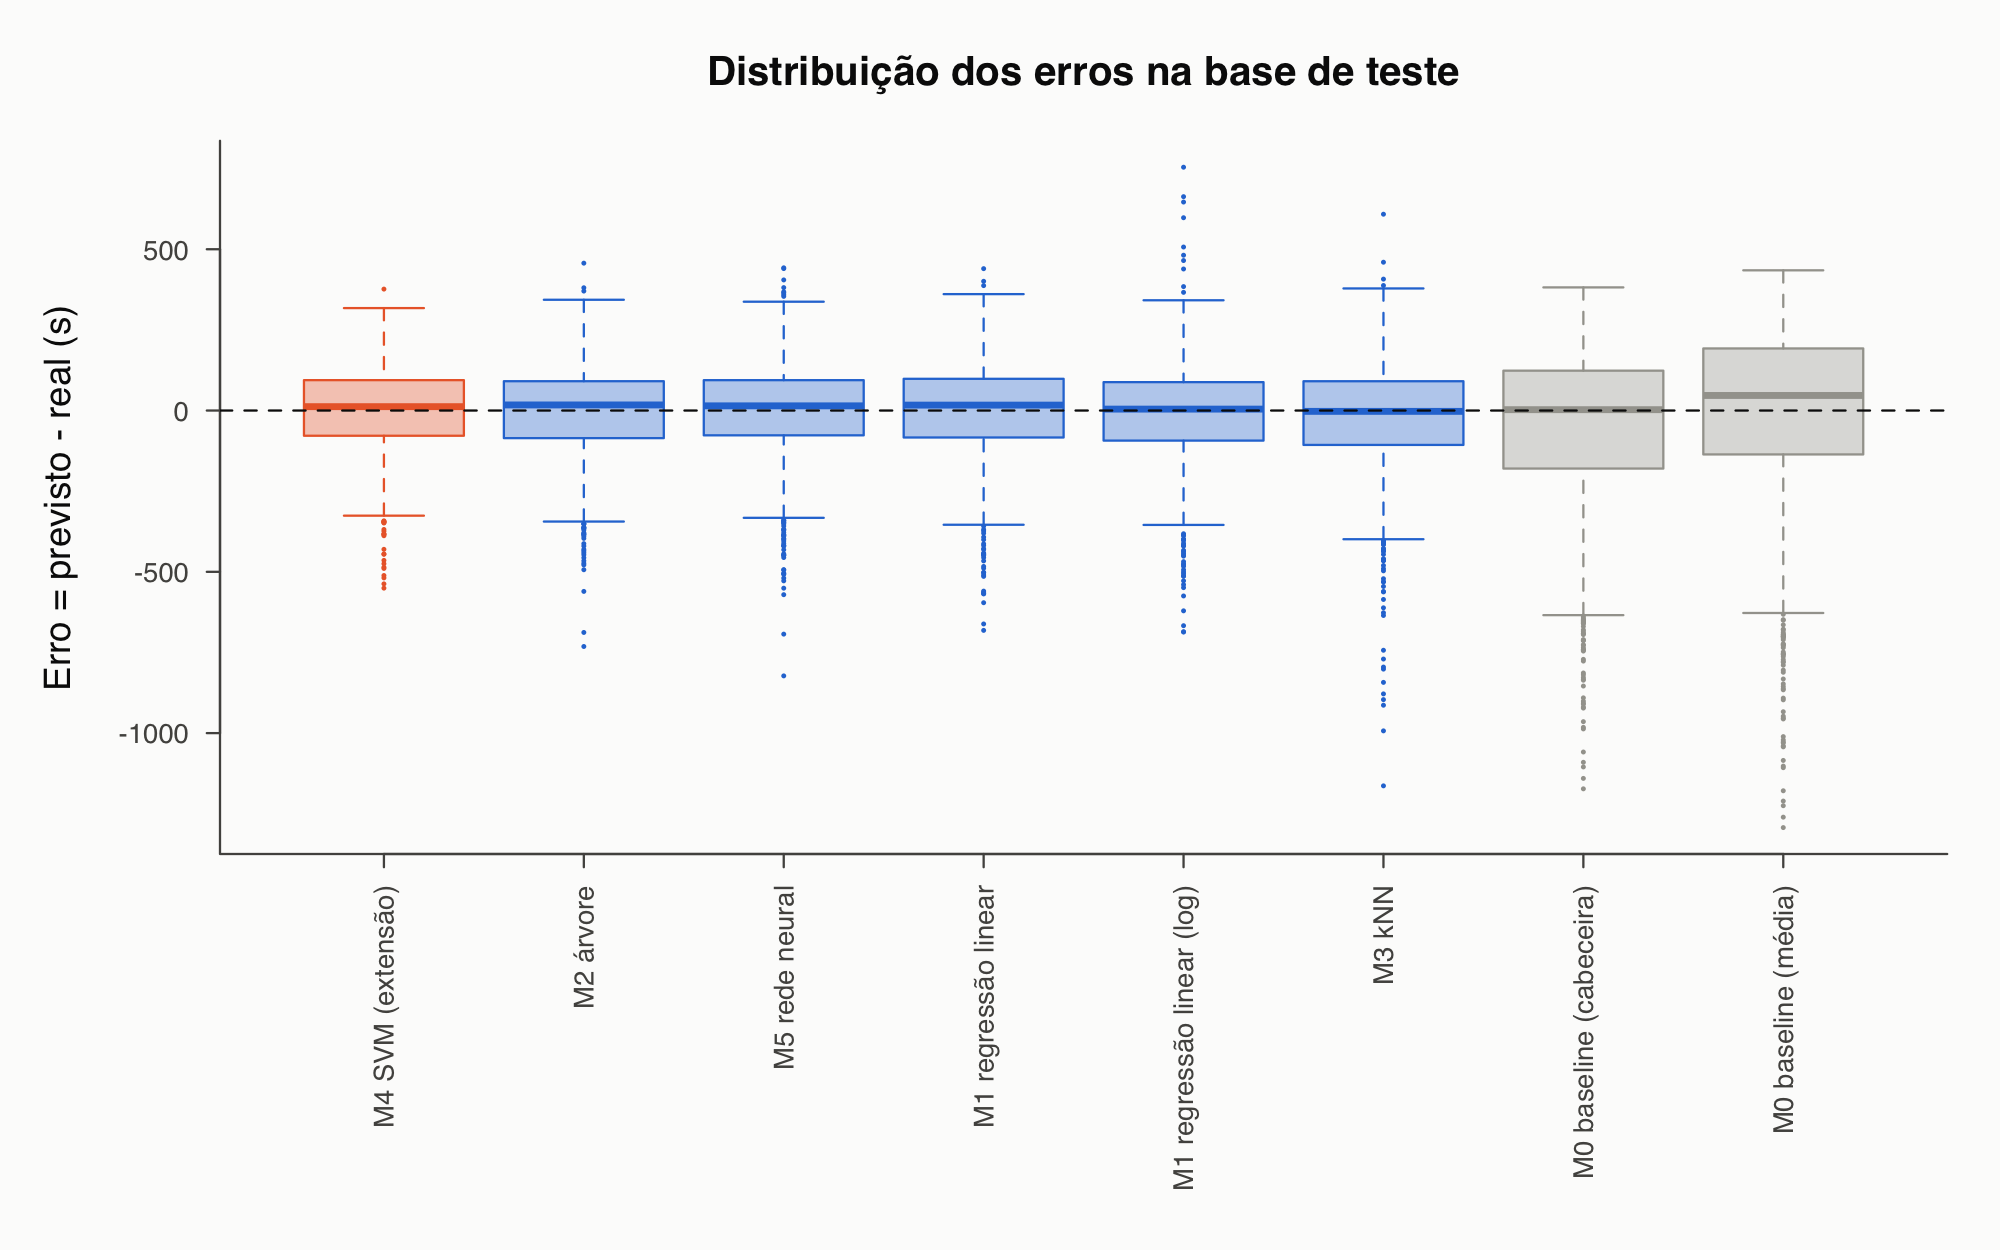 Distribuição dos erros na base de teste
Erro = previsto - real (s)
500
0
-500
-1000
M4 SVM (extensão)
M2 árvore
M5 rede neural
M1 regressão linear
M1 regressão linear (log)
M3 kNN
M0 baseline (cabeceira)
M0 baseline (média)